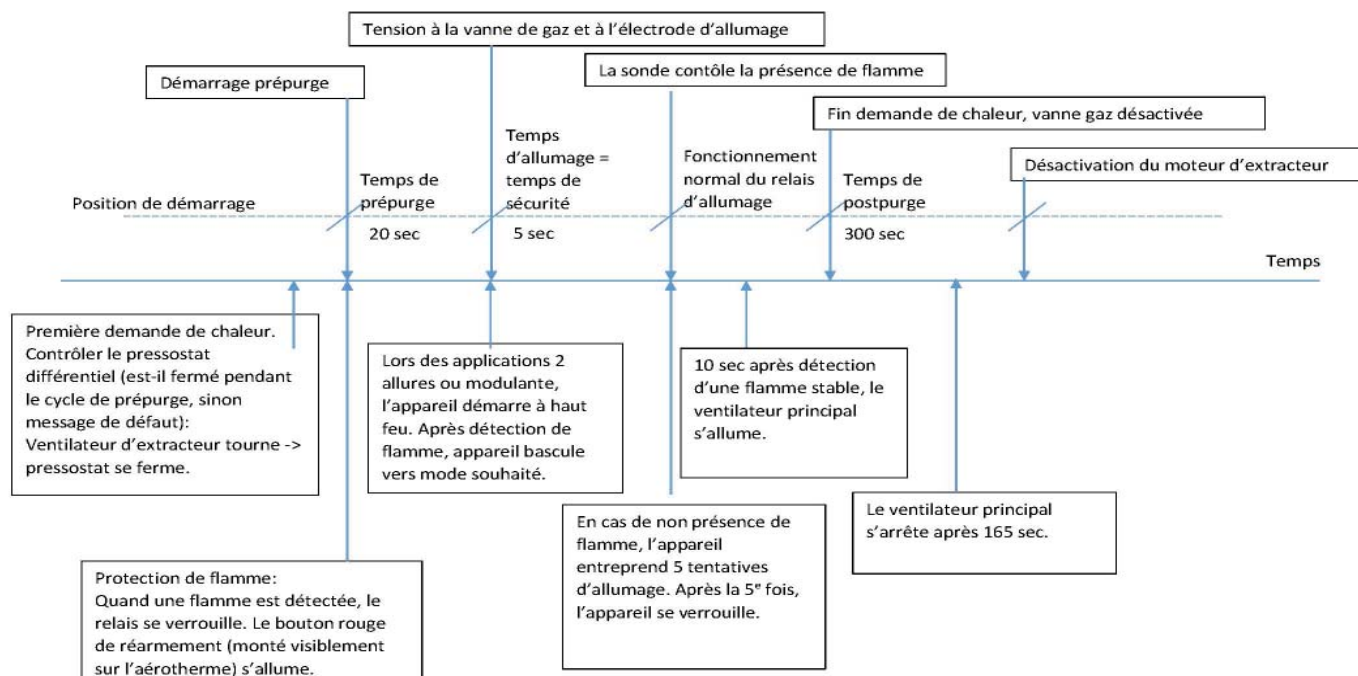 Tension à la vanne de gaz et à l’électrode d’allumage
La sonde contôle la présence de flamme
Démarrage prépurge
Fin demande de chaleur, vanne gaz désactivée
Désactivation du moteur d’extracteur
Position de démarrage
Temps de
prépurge
20 sec
Temps
d’allumage =
temps de
sécurité
5 sec
Fonctionnement
normal du relais
d’allumage
Temps de
postpurge
300 sec
Temps
Première demande de chaleur.
Contrôler le pressostat
différentiel (est-il fermé pendant
le cycle de prépurge, sinon
message de défaut):
Ventilateur d’extracteur tourne ->
pressostat se ferme.
Lors des applications 2
allures ou modulante,
l’appareil démarre à haut
feu. Après détection de
flamme, appareil bascule
vers mode souhaité.
10 sec après détection
d’une flamme stable, le
ventilateur principal
s’allume.
Le ventilateur principal
s’arrête après 165 sec.
En cas de non présence de
flamme, l’appareil
entreprend 5 tentatives
d’allumage. Après la 5ᵉ fois,
l’appareil se verrouille.
Protection de flamme:
Quand une flamme est détectée, le
relais se verrouille. Le bouton rouge
de réarmement (monté visiblement
sur l’aérotherme) s’allume.